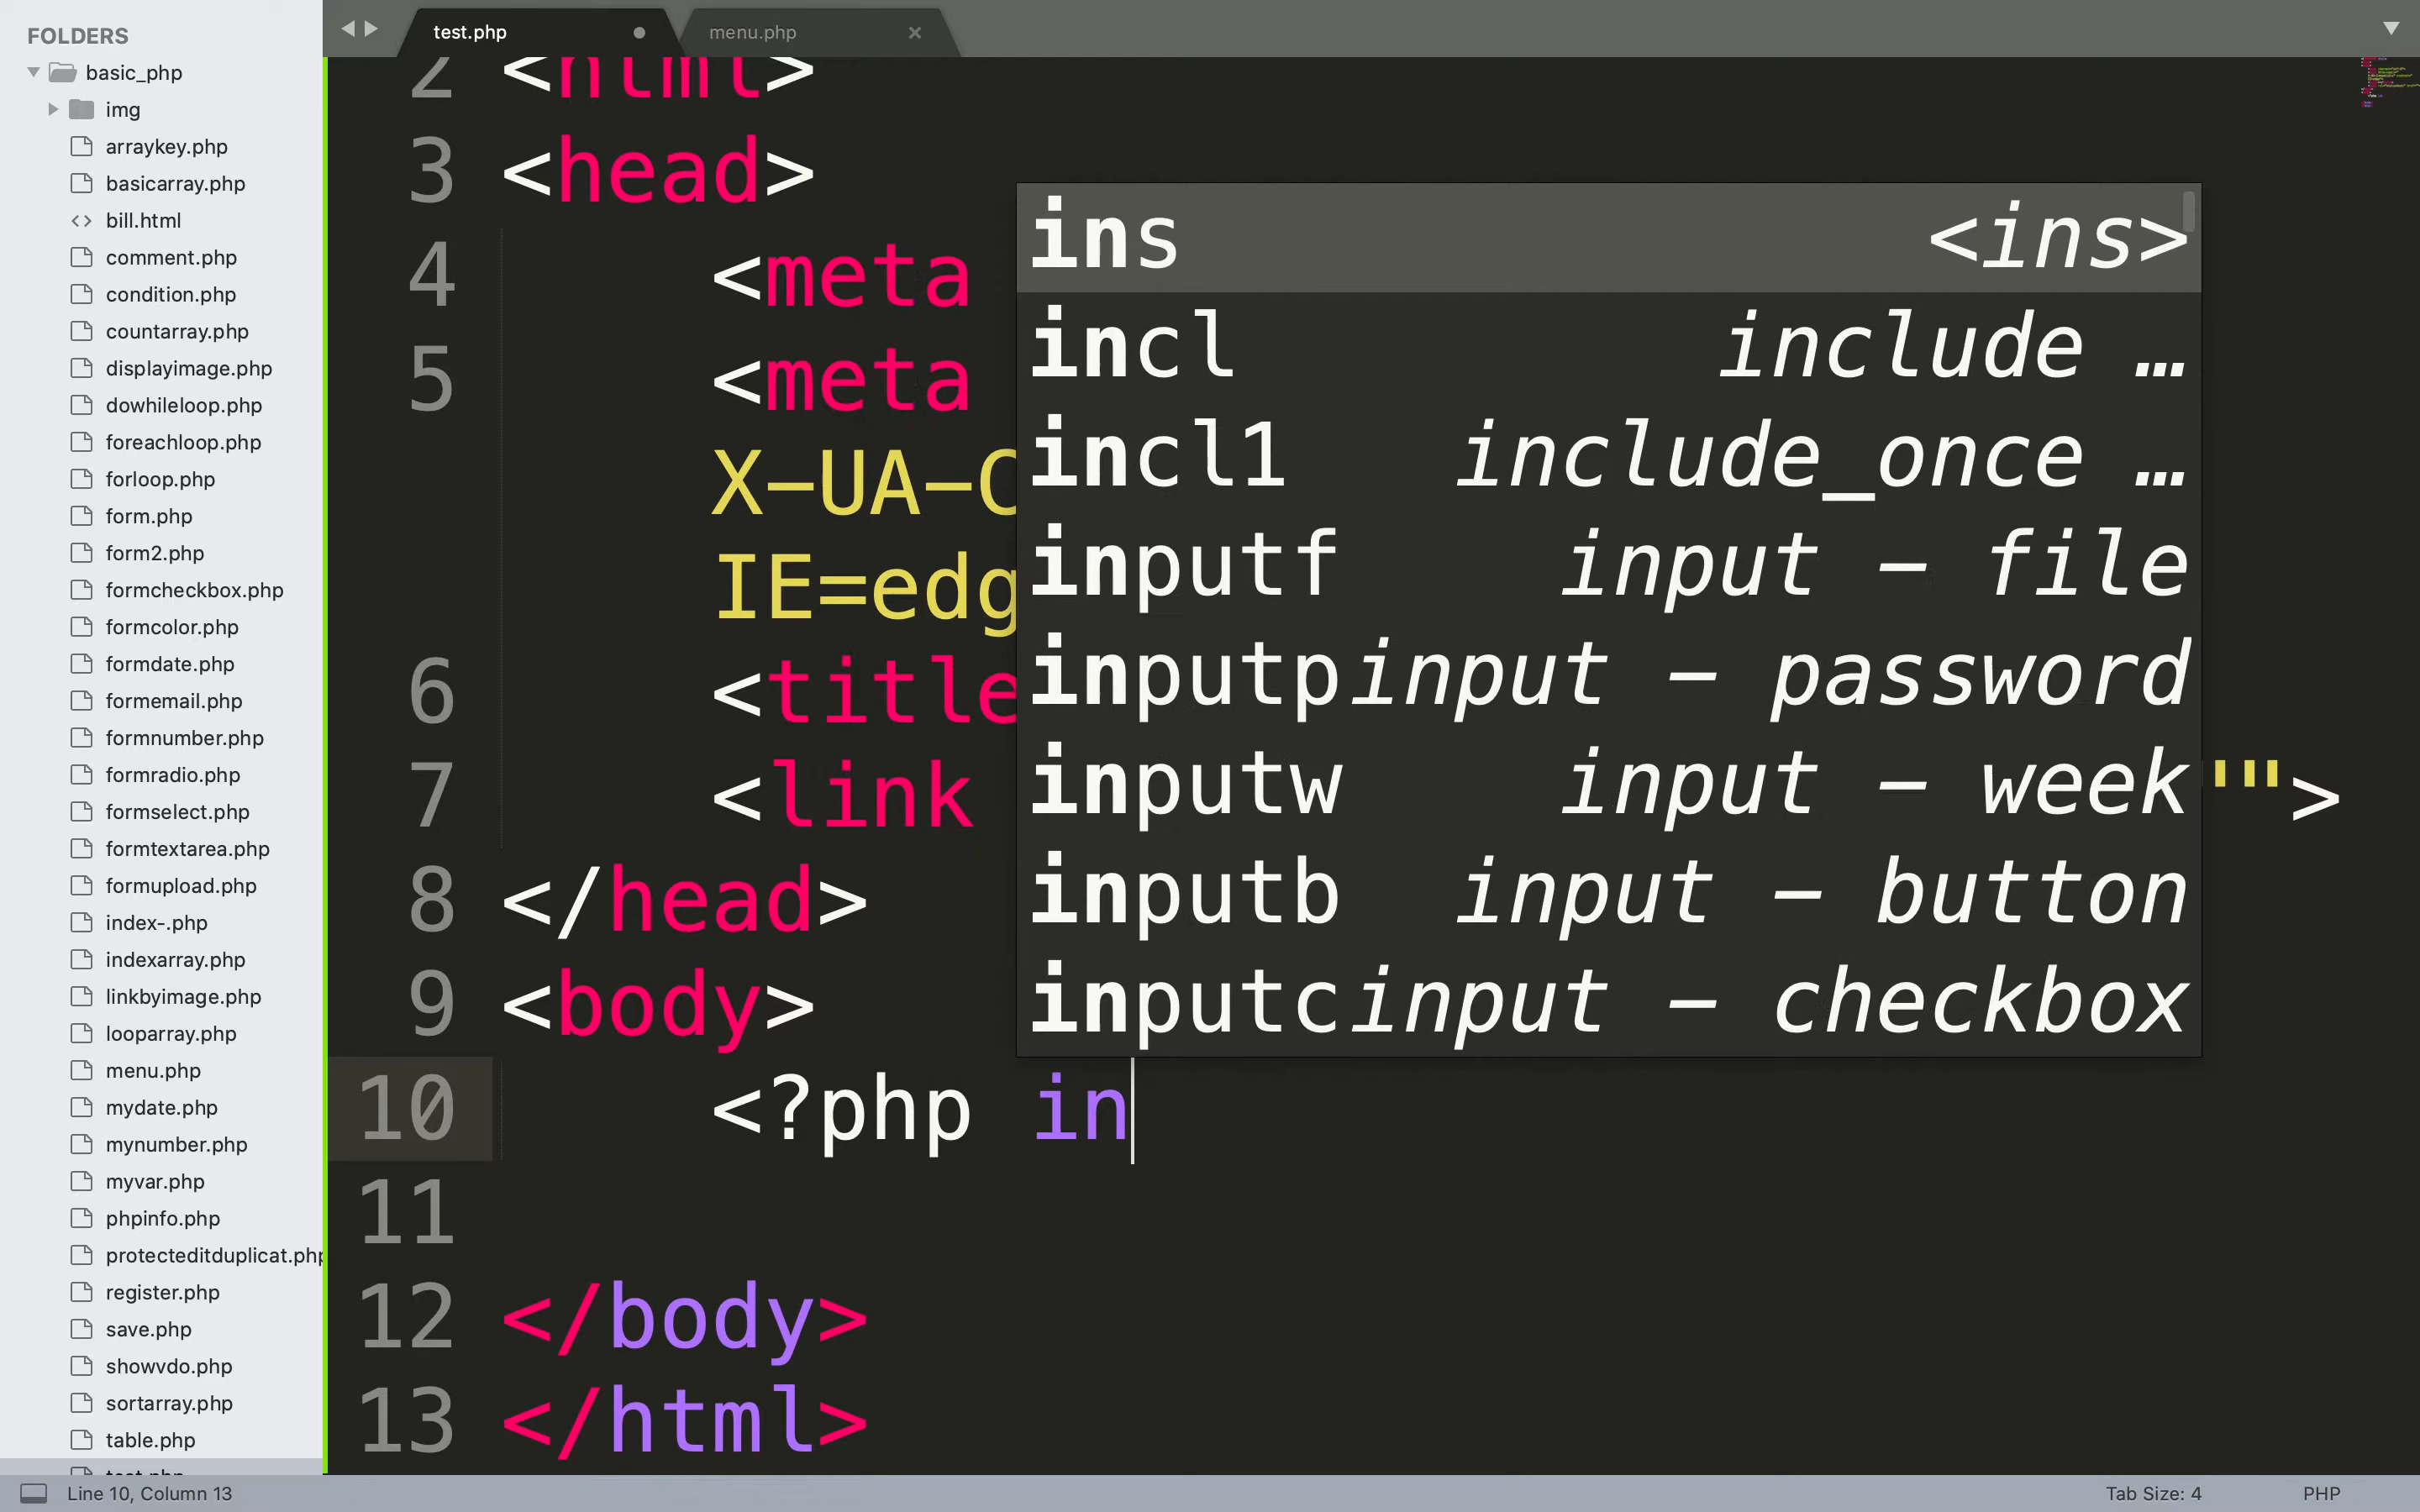 FOLDERS
basic_php
img
arraykey.php
basicarray.php
bill.html
comment.php
condition.php
countarray.php
displayimage.php
dowhileloop.php
foreachloop.php
forloop.php
form.php
form2.php
formcheckbox.php
formcolor.php
formdate.php
formemail.php
formnumber.php
formradio.php
formselect.php
formtextarea.php
formupload.php
index-.php
indexarray.php
linkbyimage.php
looparray.php
menu.php
mydate.php
mynumber.php
myvar.php
phpinfo.php
protecteditduplicat.php
register.php
save.php
showvdo.php
sortarray.php
table.php
test.php
test.php
menu.php
2 <html>
3 <head>
4 <meta
5 <meta
X-UA-C
IE=edg
6 <title
7 <link '"">
8 </head>
9 <body>
10 <?php in
11
12 </body>
13 </html>
ins <ins>
incl include …
incl1 include_once …
inputf input - file
inputp input - password
inputw input - week
inputb input - button
inputc input - checkbox
Line 10, Column 13
Tab Size: 4
PHP